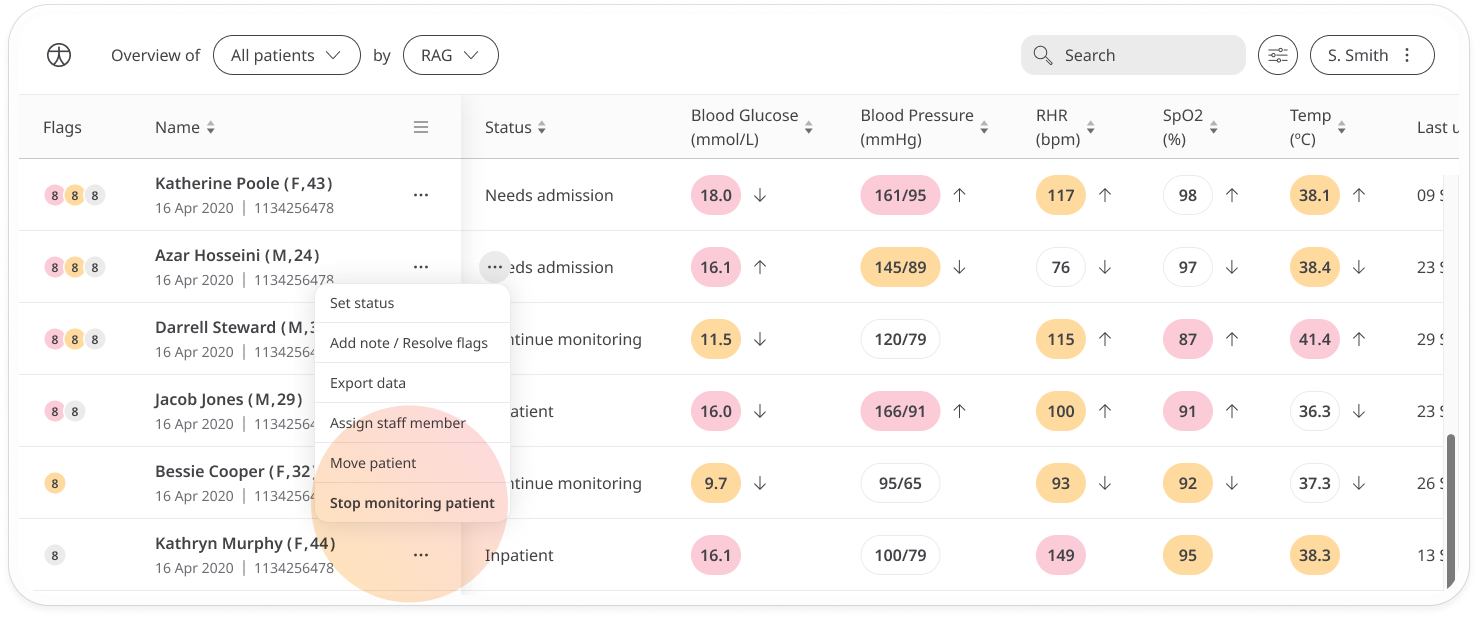 Overview of All patients by RAG Search S. Smith
Flags Name Status Blood Glucose (mmol/L) Blood Pressure (mmHg) RHR (bpm) SpO2 (%) Temp (ºC) Last u
8 8 8 Katherine Poole (F,43) Needs admission 18.0 161/95 117 98 38.1 09 S
16 Apr 2020 | 1134256478
8 8 8 Azar Hosseini (M,24) eds admission 16.1 145/89 76 97 38.4 23 S
16 Apr 2020 | 1134256478
Set status
8 8 8 Darrell Steward (M,3 ntinue monitoring 11.5 120/79 115 87 41.4 29 S
16 Apr 2020 | 11342564
Add note / Resolve flags
Export data
8 8 Jacob Jones (M,29) patient 16.0 166/91 100 91 36.3 23 S
16 Apr 2020 | 11342564
Assign staff member
Move patient
8 Bessie Cooper (F,32) ntinue monitoring 9.7 95/65 93 92 37.3 26 S
16 Apr 2020 | 11342564
Stop monitoring patient
8 Kathryn Murphy (F,44) Inpatient 16.1 100/79 149 95 38.3 13 S
16 Apr 2020 | 1134256478